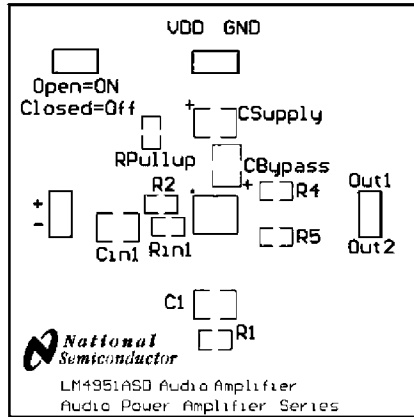 VDD GND
Open=ON
Closed=Off
+
CSupply
RPullup
CBypass
+
R2
R4
Out1
+
-
Cin1
Rin1
R5
Out2
C1
R1
National
Semiconductor
LM4951ASD Audio Amplifier
Audio Power Amplifier Series